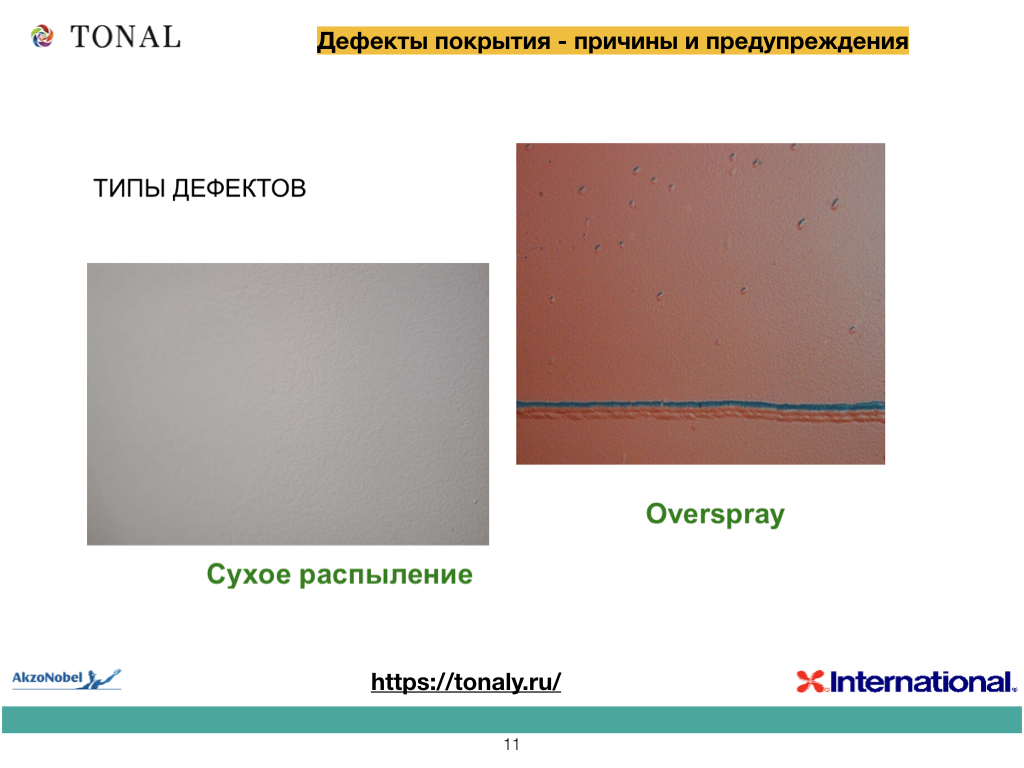 TONAL
Дефекты покрытия - причины и предупреждения
ТИПЫ ДЕФЕКТОВ
Overspray
Сухое распыление
AkzoNobel
https://tonaly.ru/
International
11